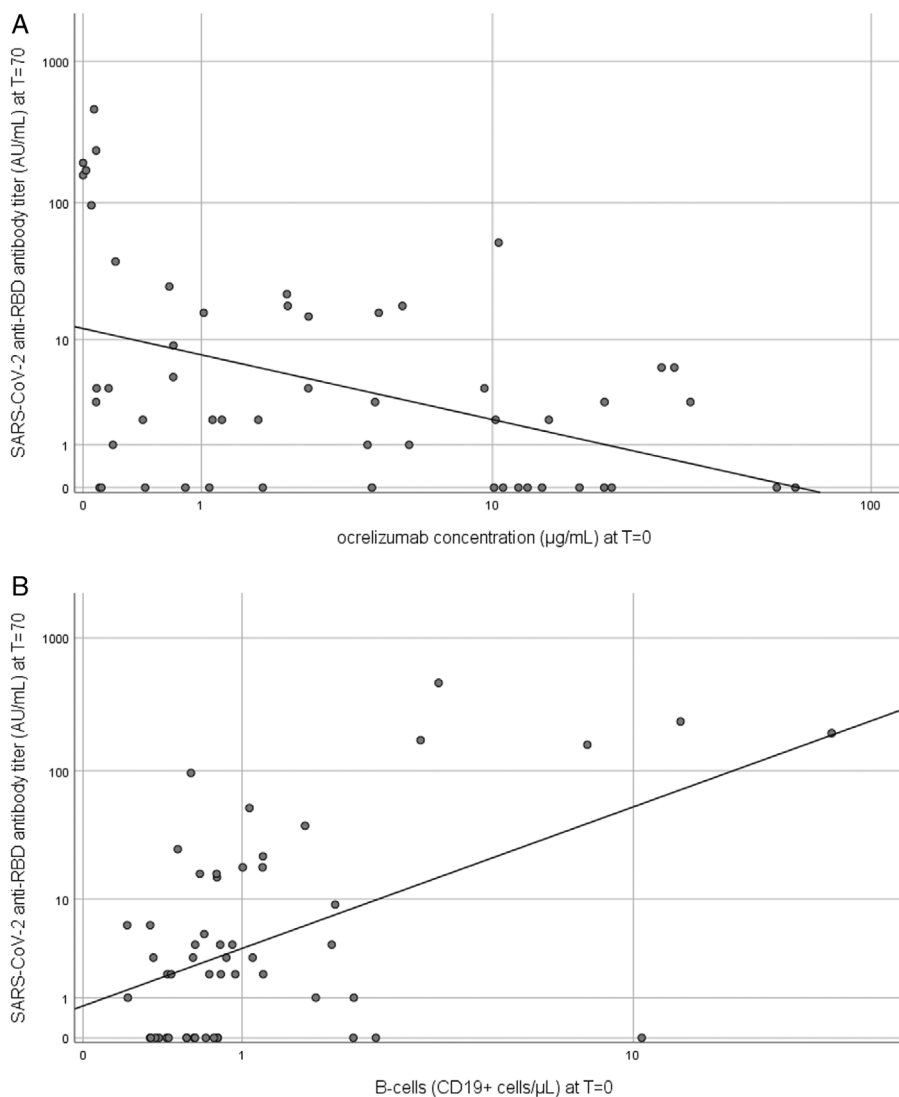 A
SARS-CoV-2 anti-RBD antibody titer (AU/mL) at T=70
1000
100
10
1
0
0
1
10
100
ocrelizumab concentration (µg/mL) at T=0
B
SARS-CoV-2 anti-RBD antibody titer (AU/mL) at T=70
1000
100
10
1
0
0
1
10
B-cells (CD19+ cells/µL) at T=0